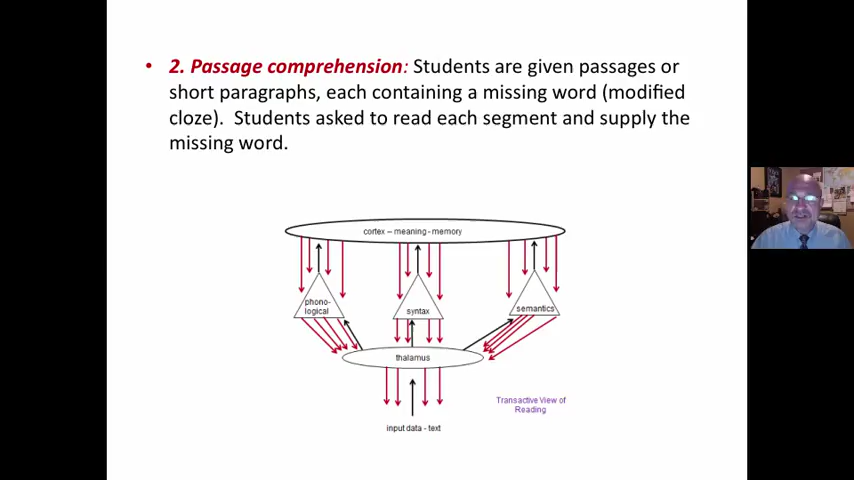 • 2. Passage comprehension: Students are given passages or
short paragraphs, each containing a missing word (modified
cloze). Students asked to read each segment and supply the
missing word.
cortex – meaning - memory
phono-
logical
syntax
semantics
thalamus
Transactive View of
Reading
input data - text